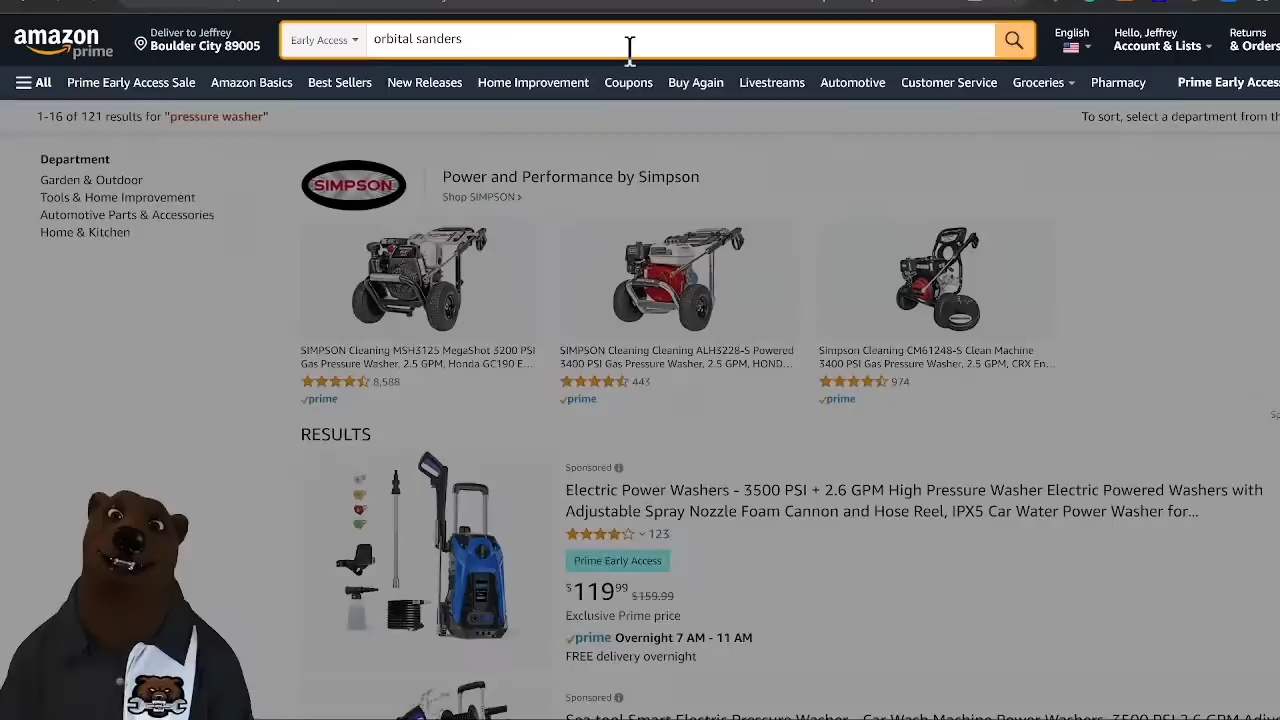 amazon
prime
Deliver to Jeffrey
Boulder City 89005
Early Access
orbital sanders
English
Hello, Jeffrey
Account & Lists
Returns
& Orders
All
Prime Early Access Sale
Amazon Basics
Best Sellers
New Releases
Home Improvement
Coupons
Buy Again
Livestreams
Automotive
Customer Service
Groceries
Pharmacy
Prime Early Acces
1-16 of 121 results for "pressure washer"
To sort, select a department from th
Department
Garden & Outdoor
Tools & Home Improvement
Automotive Parts & Accessories
Home & Kitchen
SIMPSON
Power and Performance by Simpson
Shop SIMPSON ›
SIMPSON Cleaning MSH3125 MegaShot 3200 PSI
Gas Pressure Washer, 2.5 GPM, Honda GC190 E...
8,588
prime
SIMPSON Cleaning Cleaning ALH3228-S Powered
3400 PSI Gas Pressure Washer, 2.5 GPM, HOND...
443
prime
Simpson Cleaning CM61248-S Clean Machine
3400 PSI Gas Pressure Washer, 2.5 GPM, CRX En...
974
prime
Sp
RESULTS
Sponsored
Electric Power Washers - 3500 PSI + 2.6 GPM High Pressure Washer Electric Powered Washers with
Adjustable Spray Nozzle Foam Cannon and Hose Reel, IPX5 Car Water Power Washer for...
123
Prime Early Access
$119.99 $159.99
Exclusive Prime price
prime Overnight 7 AM - 11 AM
FREE delivery overnight
Sponsored